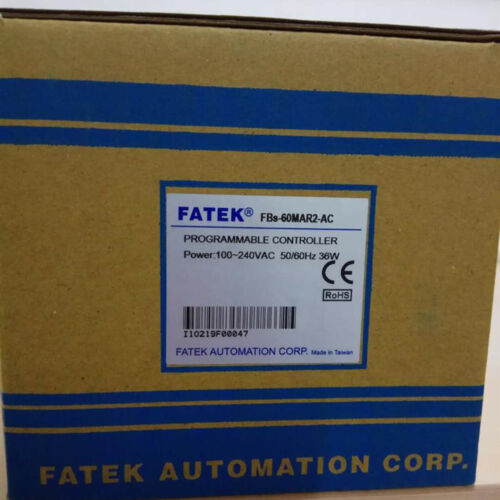 FATEK® FBs-60MAR2-AC
PROGRAMMABLE CONTROLLER
Power:100~240VAC 50/60Hz 36W
CE
RoHS
I10219F00047
FATEK AUTOMATION CORP. Made in Taiwan
FATEK AUTOMATION CORP.